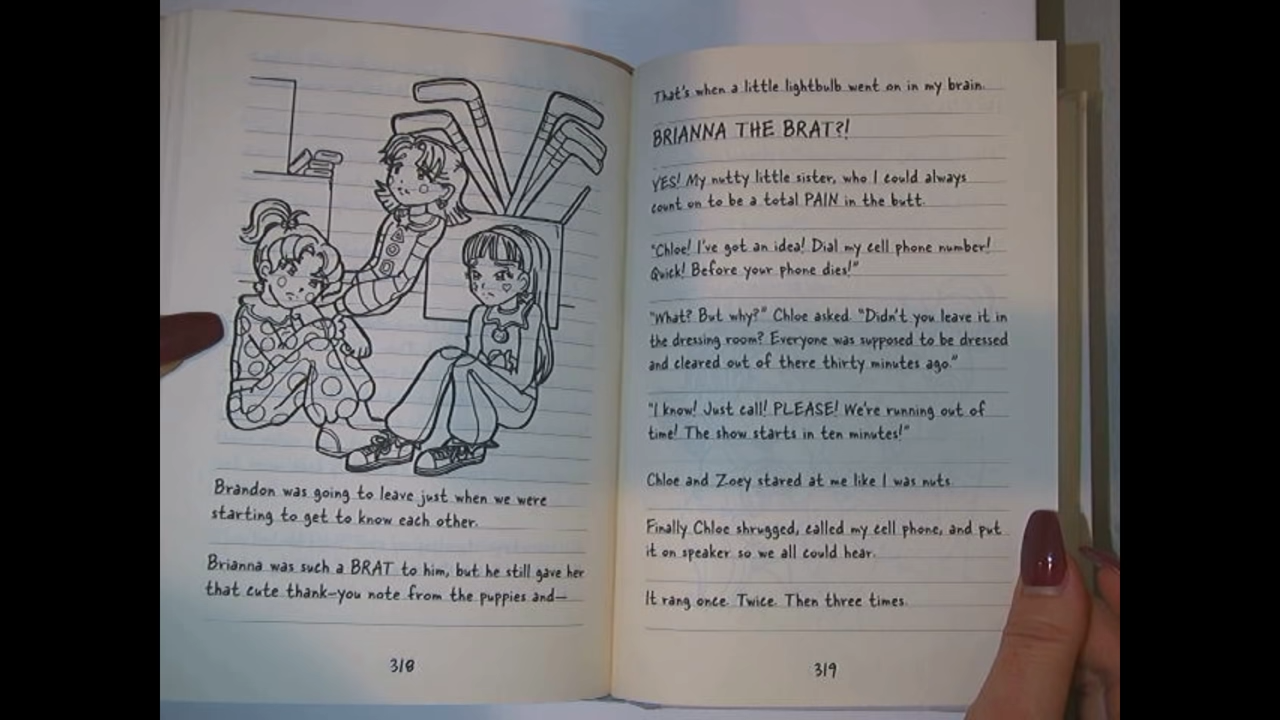 Brandon was going to leave just when we were
starting to get to know each other.
Brianna was such a BRAT to him, but he still gave her
that cute thank-you note from the puppies and—
318
That's when a little lightbulb went on in my brain.
BRIANNA THE BRAT?!
YES! My nutty little sister, who I could always
count on to be a total PAIN in the butt.
"Chloe! I've got an idea! Dial my cell phone number!
Quick! Before your phone dies!"
"What? But why?" Chloe asked. "Didn't you leave it in
the dressing room? Everyone was supposed to be dressed
and cleared out of there thirty minutes ago."
"I know! Just call! PLEASE! We're running out of
time! The show starts in ten minutes!"
Chloe and Zoey stared at me like I was nuts.
Finally Chloe shrugged, called my cell phone, and put
it on speaker so we all could hear.
It rang once. Twice. Then three times.
319